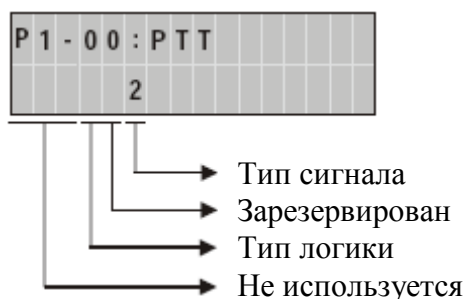 P1-00:PTT
2
Тип сигнала
Зарезервирован
Тип логики
Не используется